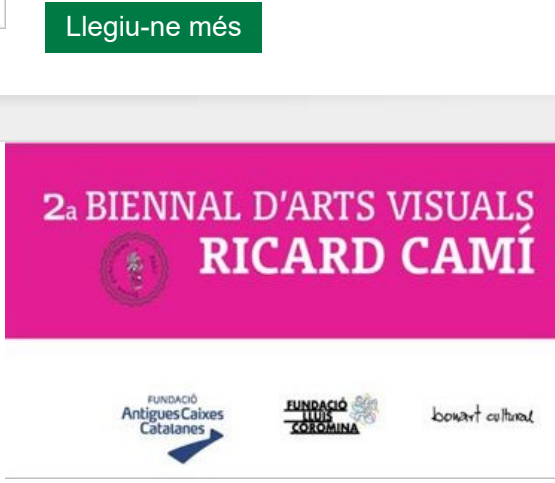 Llegiu-ne més
2a BIENNAL D'ARTS VISUALS
RICARD CAMÍ
FUNDACIÓ
Antigues Caixes
Catalanes
FUNDACIÓ
LLUÍS
COROMINA
bonart cultural